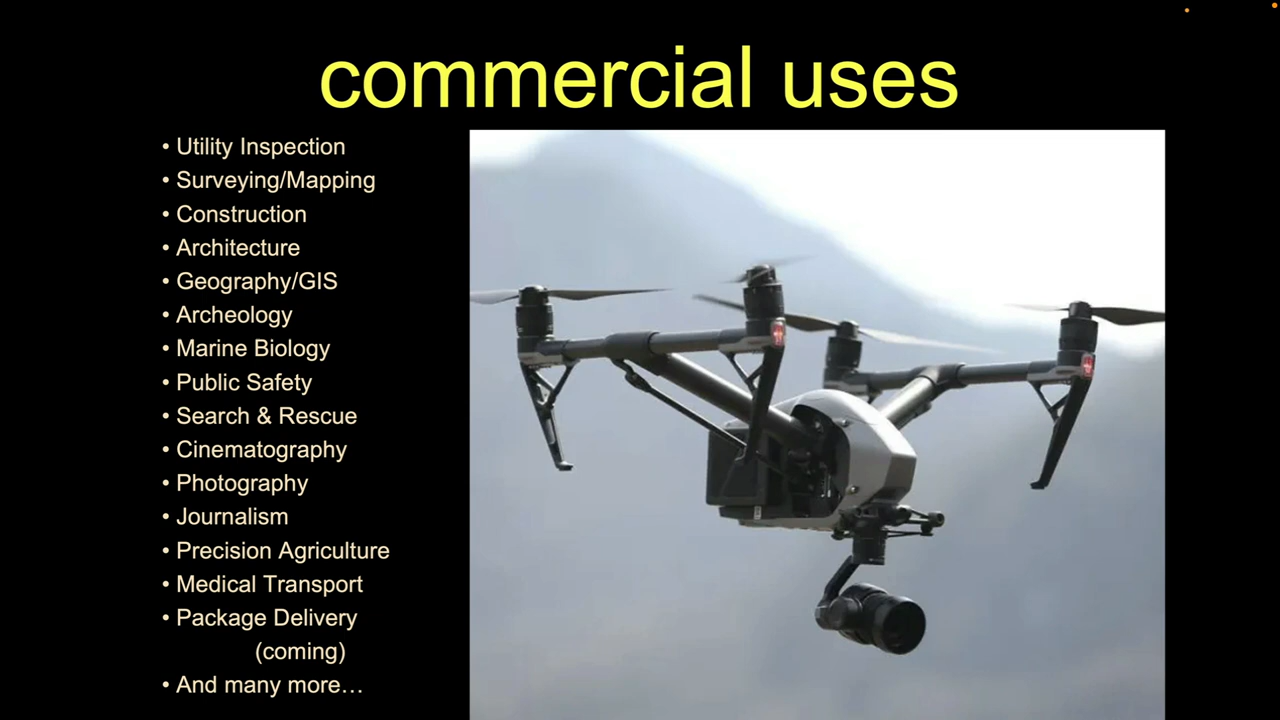 commercial uses
• Utility Inspection
• Surveying/Mapping
• Construction
• Architecture
• Geography/GIS
• Archeology
• Marine Biology
• Public Safety
• Search & Rescue
• Cinematography
• Photography
• Journalism
• Precision Agriculture
• Medical Transport
• Package Delivery
(coming)
• And many more…